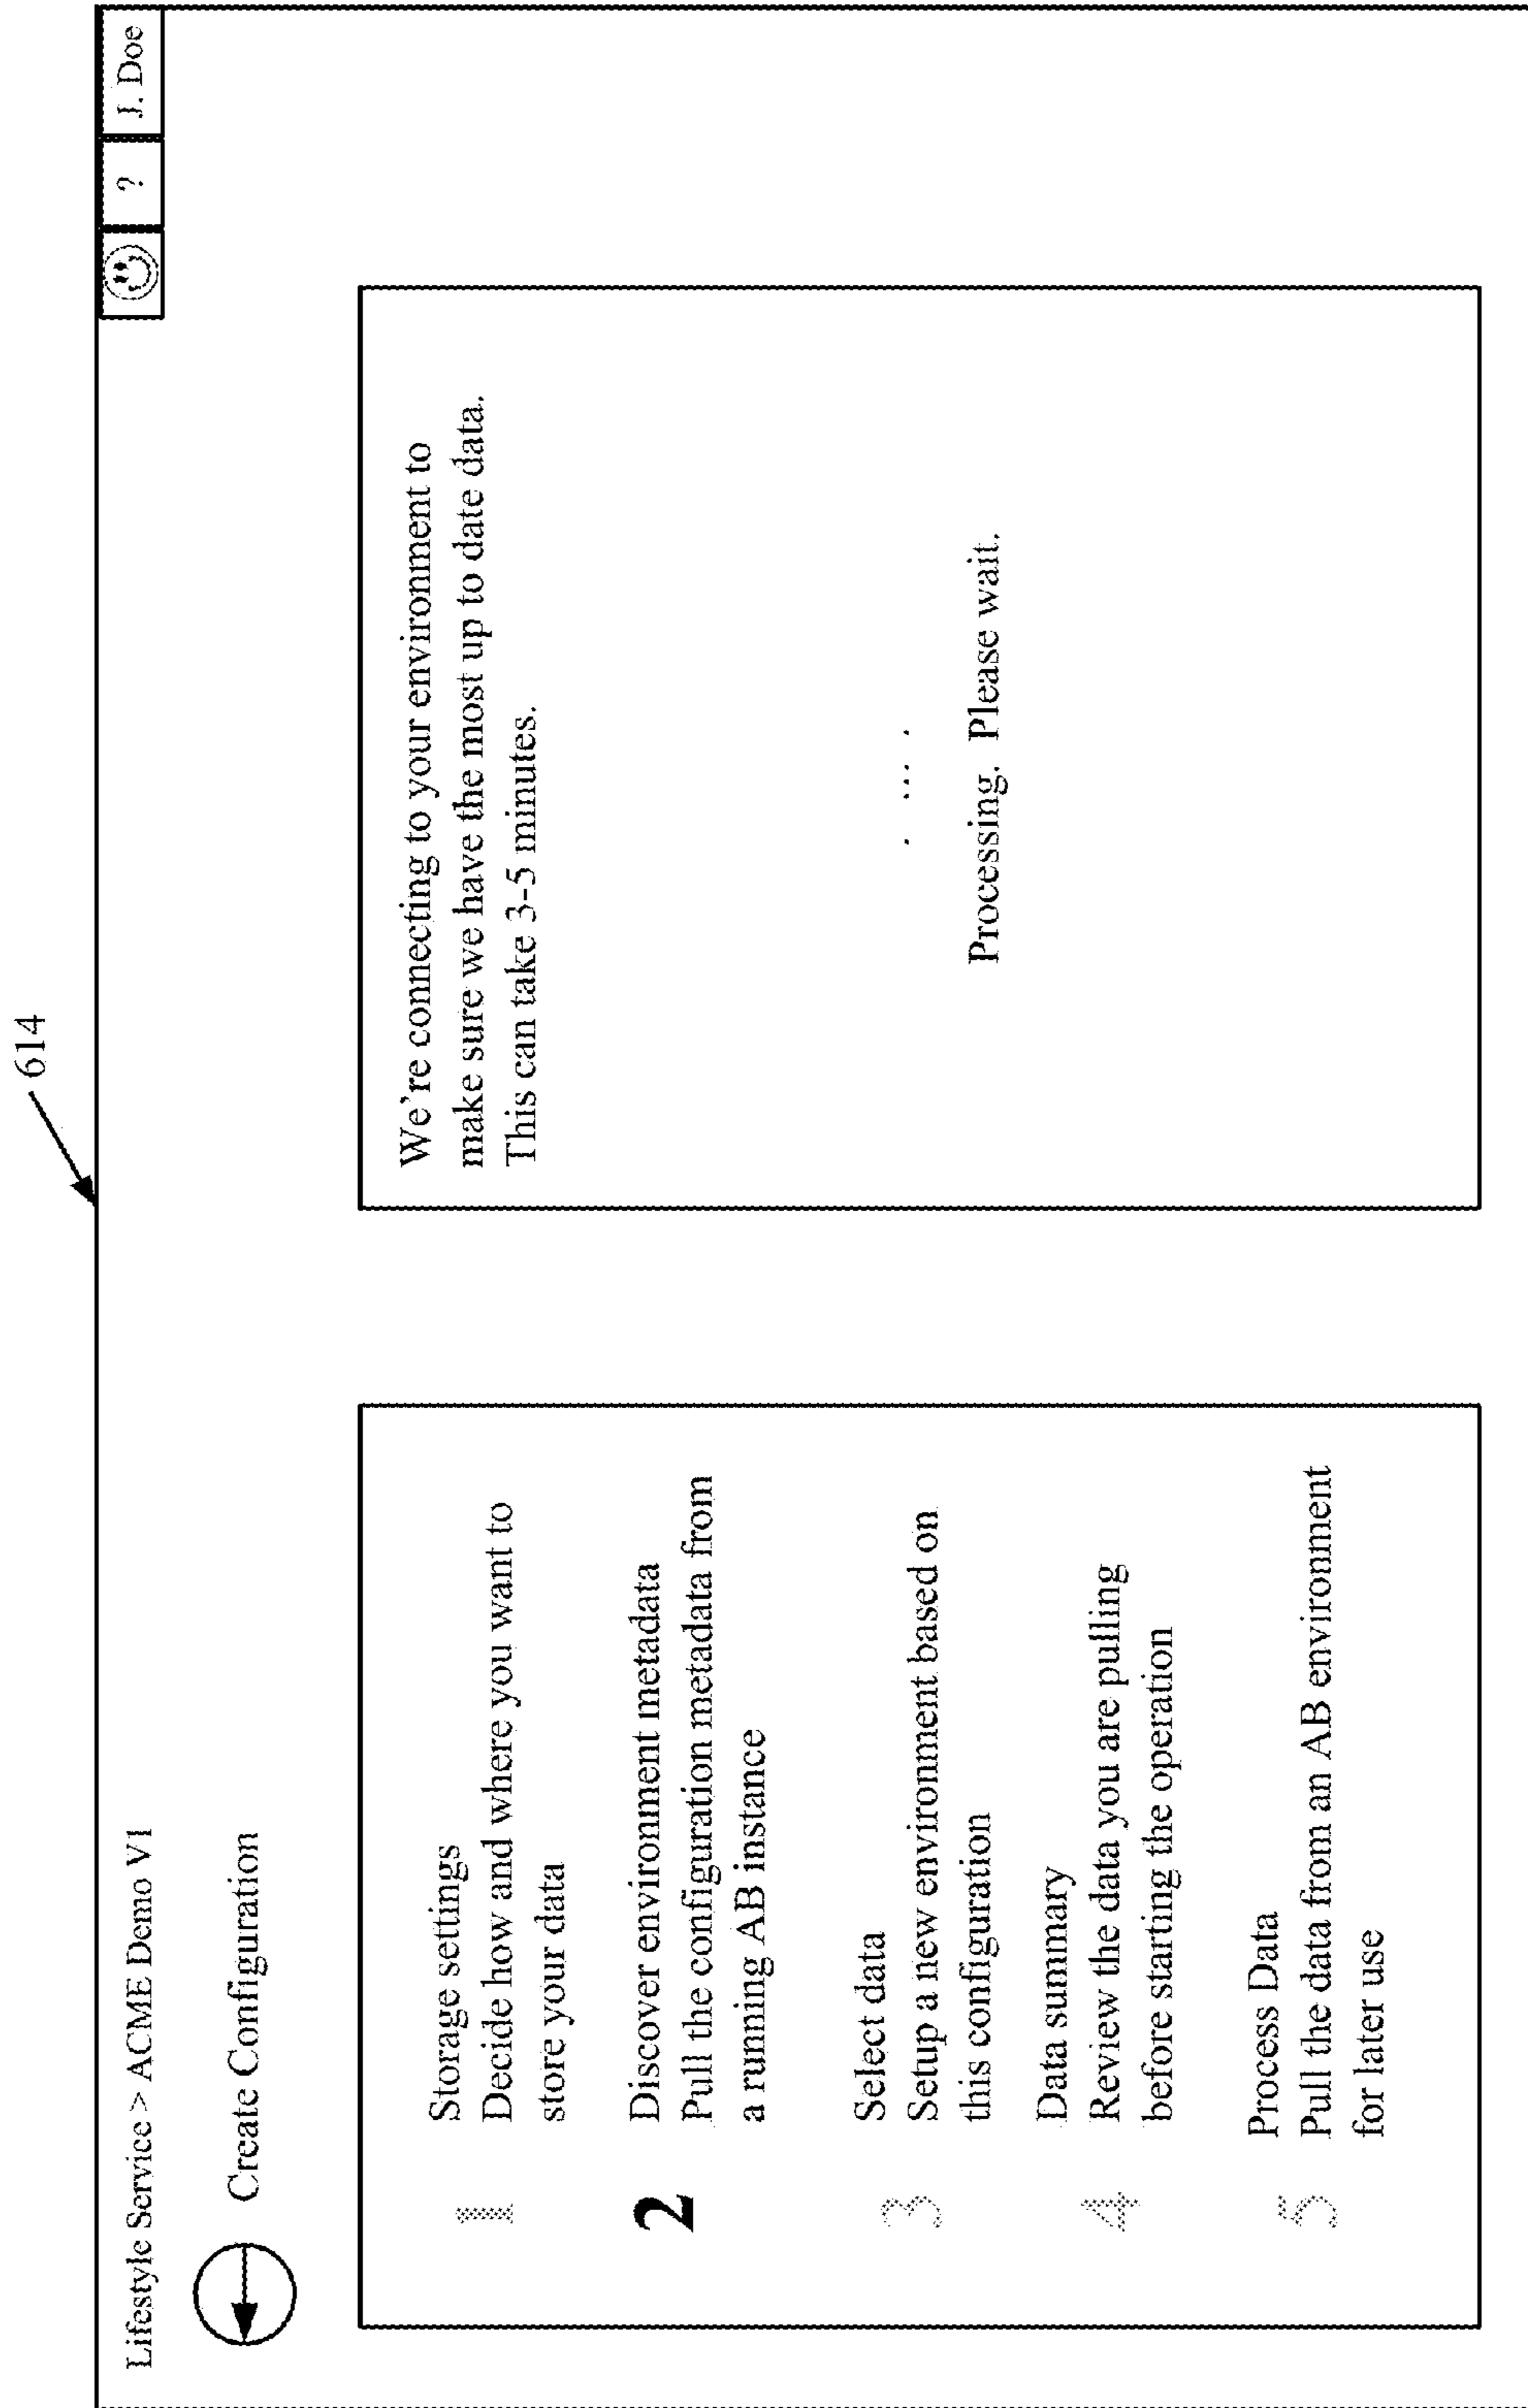 614
Lifestyle Service > ACME Demo V1
? J. Doe
Create Configuration
1 Storage settings
Decide how and where you want to
store your data
2 Discover environment metadata
Pull the configuration metadata from
a running AB instance
3 Select data
Setup a new environment based on
this configuration
4 Data summary
Review the data you are pulling
before starting the operation
5 Process Data
Pull the data from an AB environment
for later use
We're connecting to your environment to
make sure we have the most up to date data.
This can take 3-5 minutes.
. ... .
Processing. Please wait.